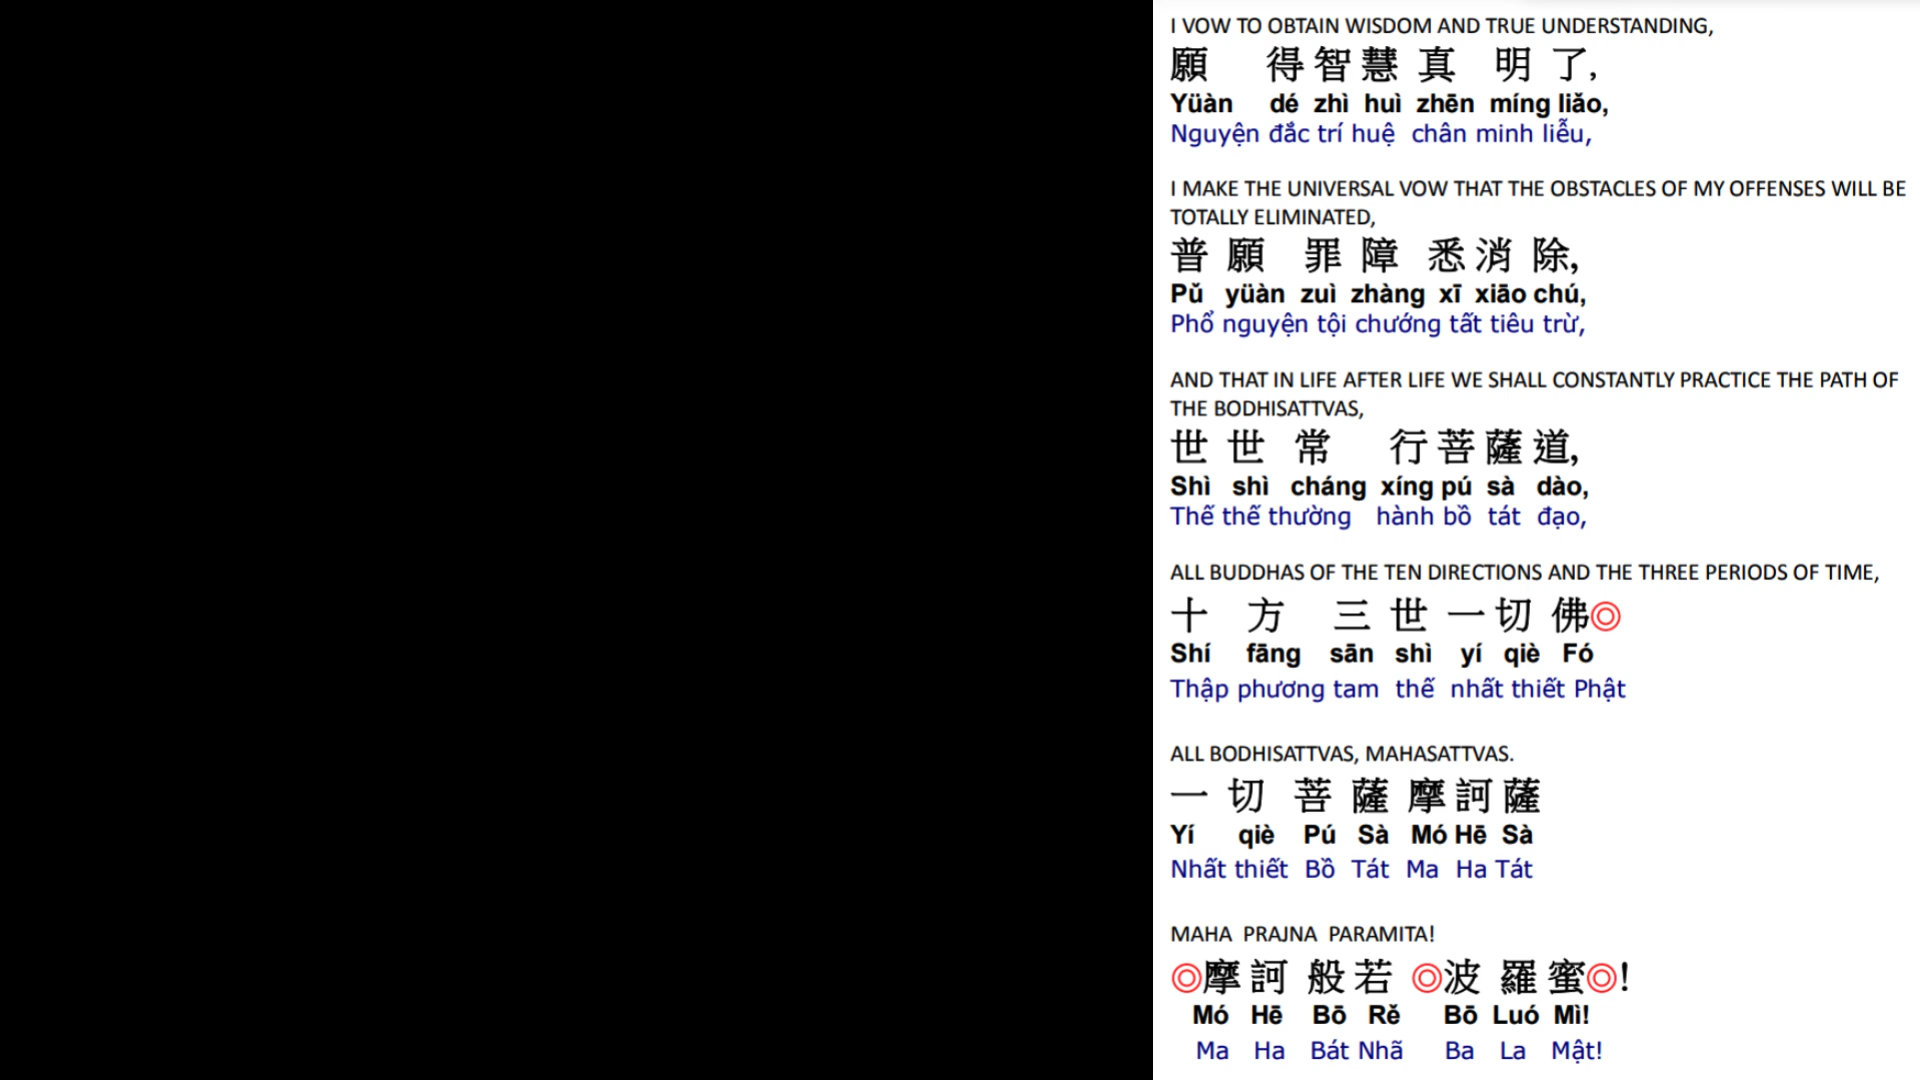 I VOW TO OBTAIN WISDOM AND TRUE UNDERSTANDING,
願 得 智 慧 真 明 了,
Yüàn dé zhì huì zhēn míng liǎo,
Nguyện đắc trí huệ chân minh liễu,
I MAKE THE UNIVERSAL VOW THAT THE OBSTACLES OF MY OFFENSES WILL BE
TOTALLY ELIMINATED,
普 願 罪 障 悉 消 除,
Pǔ yüàn zuì zhàng xī xiāo chú,
Phổ nguyện tội chướng tất tiêu trừ,
AND THAT IN LIFE AFTER LIFE WE SHALL CONSTANTLY PRACTICE THE PATH OF
THE BODHISATTVAS,
世 世 常 行 菩 薩 道,
Shì shì cháng xíng pú sà dào,
Thế thế thường hành bồ tát đạo,
ALL BUDDHAS OF THE TEN DIRECTIONS AND THE THREE PERIODS OF TIME,
十 方 三 世 一 切 佛◎
Shí fāng sān shì yí qiè Fó
Thập phương tam thế nhất thiết Phật
ALL BODHISATTVAS, MAHASATTVAS.
一 切 菩 薩 摩 訶 薩
Yí qiè Pú Sà Mó Hē Sà
Nhất thiết Bồ Tát Ma Ha Tát
MAHA PRAJNA PARAMITA!
◎摩 訶 般 若 ◎波 羅 蜜◎!
Mó Hē Bō Rě Bō Luó Mì!
Ma Ha Bát Nhã Ba La Mật!